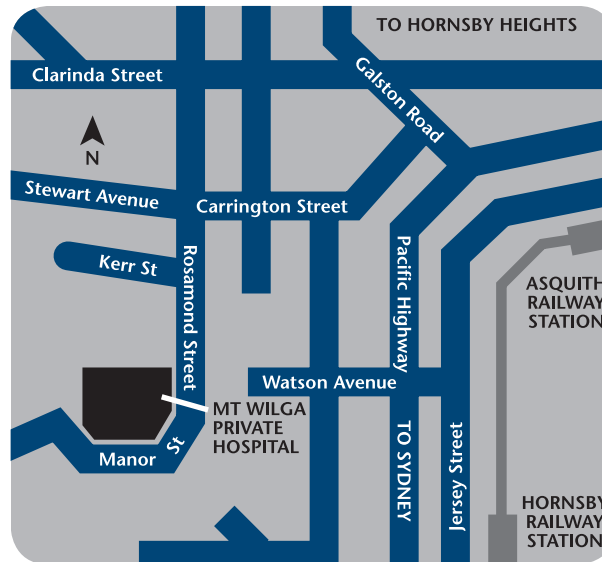 TO HORNSBY HEIGHTS
Clarinda Street
Galston Road
N
Stewart Avenue
Carrington Street
Kerr St
Rosamond Street
Pacific Highway
ASQUITH
RAILWAY
STATION
Watson Avenue
MT WILGA
PRIVATE
HOSPITAL
Manor St
TO SYDNEY
Jersey Street
HORNSBY
RAILWAY
STATION